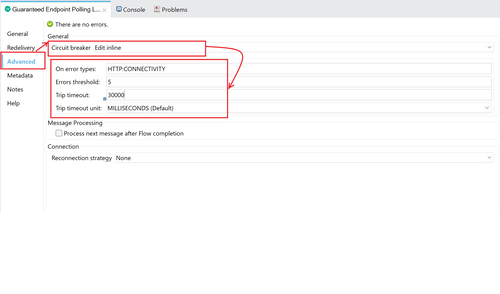 Guaranteed Endpoint Polling L...
Console
Problems
There are no errors.
General
General
Redelivery
Circuit breaker Edit inline
Advanced
On error types: HTTP:CONNECTIVITY
Metadata
Errors threshold: 5
Notes
Trip timeout: 30000
Help
Trip timeout unit: MILLISECONDS (Default)
Message Processing
Process next message after Flow completion
Connection
Reconnection strategy None